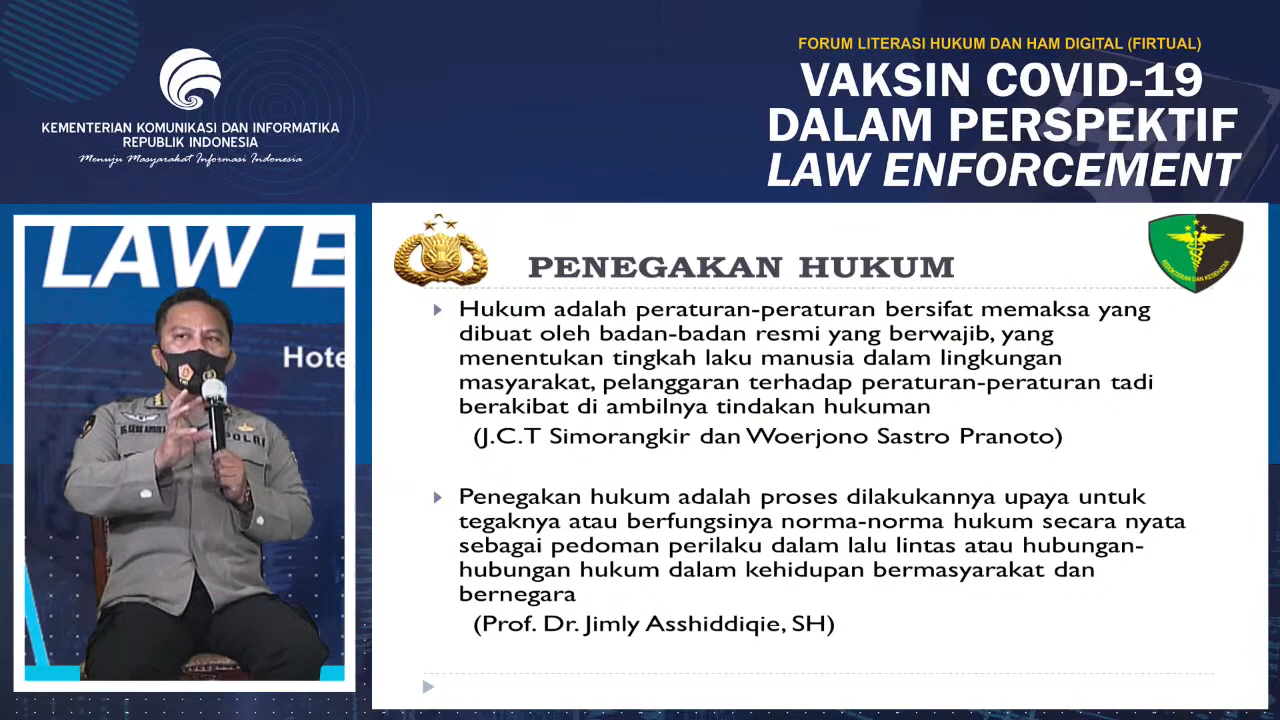 KEMENTERIAN KOMUNIKASI DAN INFORMATIKA
REPUBLIK INDONESIA
Menuju Masyarakat Informasi Indonesia
FORUM LITERASI HUKUM DAN HAM DIGITAL (FIRTUAL)
VAKSIN COVID-19
DALAM PERSPEKTIF
LAW ENFORCEMENT
LAW E
Hote
POLRI
PENEGAKAN HUKUM
KEDOKTERAN DAN KESEHATAN
Hukum adalah peraturan-peraturan bersifat memaksa yang
dibuat oleh badan-badan resmi yang berwajib, yang
menentukan tingkah laku manusia dalam lingkungan
masyarakat, pelanggaran terhadap peraturan-peraturan tadi
berakibat di ambilnya tindakan hukuman
(J.C.T Simorangkir dan Woerjono Sastro Pranoto)
Penegakan hukum adalah proses dilakukannya upaya untuk
tegaknya atau berfungsinya norma-norma hukum secara nyata
sebagai pedoman perilaku dalam lalu lintas atau hubungan-
hubungan hukum dalam kehidupan bermasyarakat dan
bernegara
(Prof. Dr. Jimly Asshiddiqie, SH)